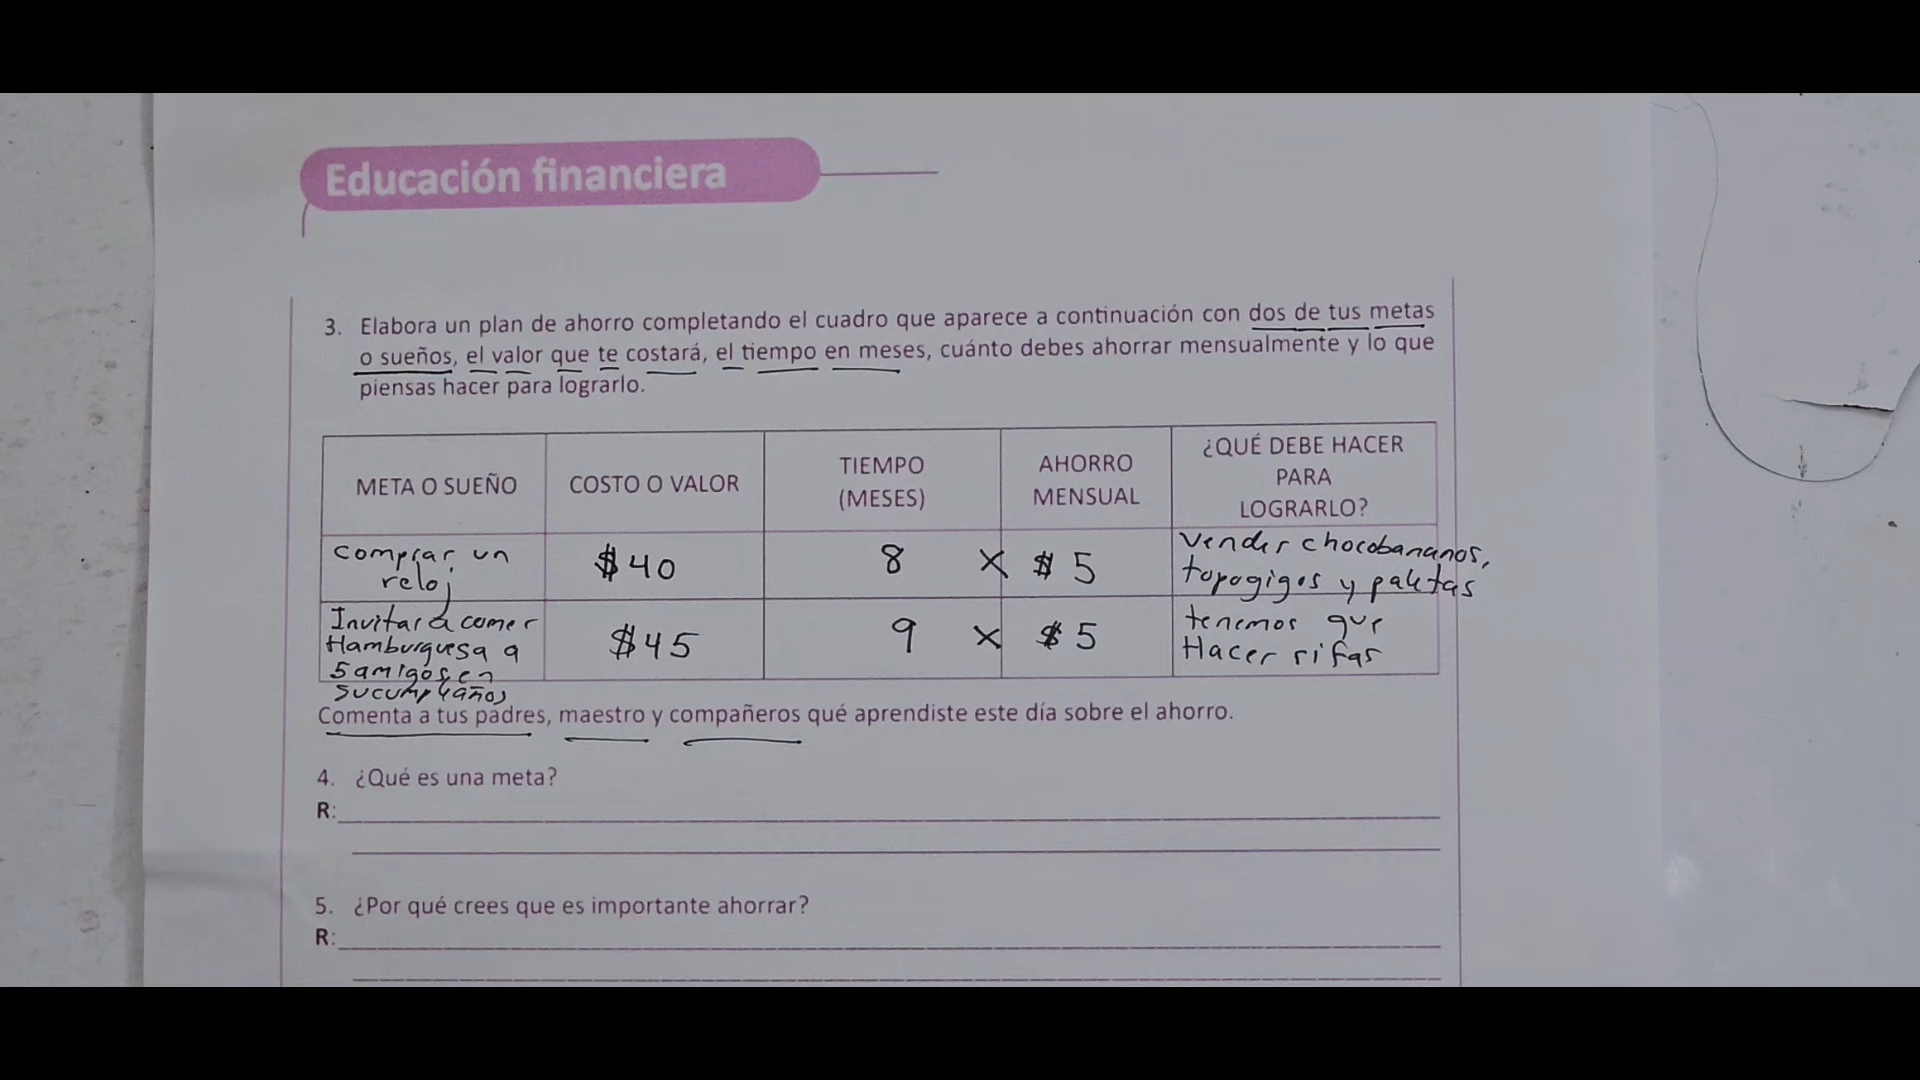 Educación financiera
3. Elabora un plan de ahorro completando el cuadro que aparece a continuación con dos de tus metas
o sueños, el valor que te costará, el tiempo en meses, cuánto debes ahorrar mensualmente y lo que
piensas hacer para lograrlo.
META O SUEÑO
COSTO O VALOR
TIEMPO
(MESES)
AHORRO
MENSUAL
¿QUÉ DEBE HACER
PARA
LOGRARLO?
comprar un
reloj
$40
8
X
$5
vender chocobananos,
topogigos y paletas
Invitar a comer
Hamburguesa a
5 amigos en
su cumpleaños
$45
9
X
$5
tenemos que
Hacer rifas
Comenta a tus padres, maestro y compañeros qué aprendiste este día sobre el ahorro.
4. ¿Qué es una meta?
R:
5. ¿Por qué crees que es importante ahorrar?
R: